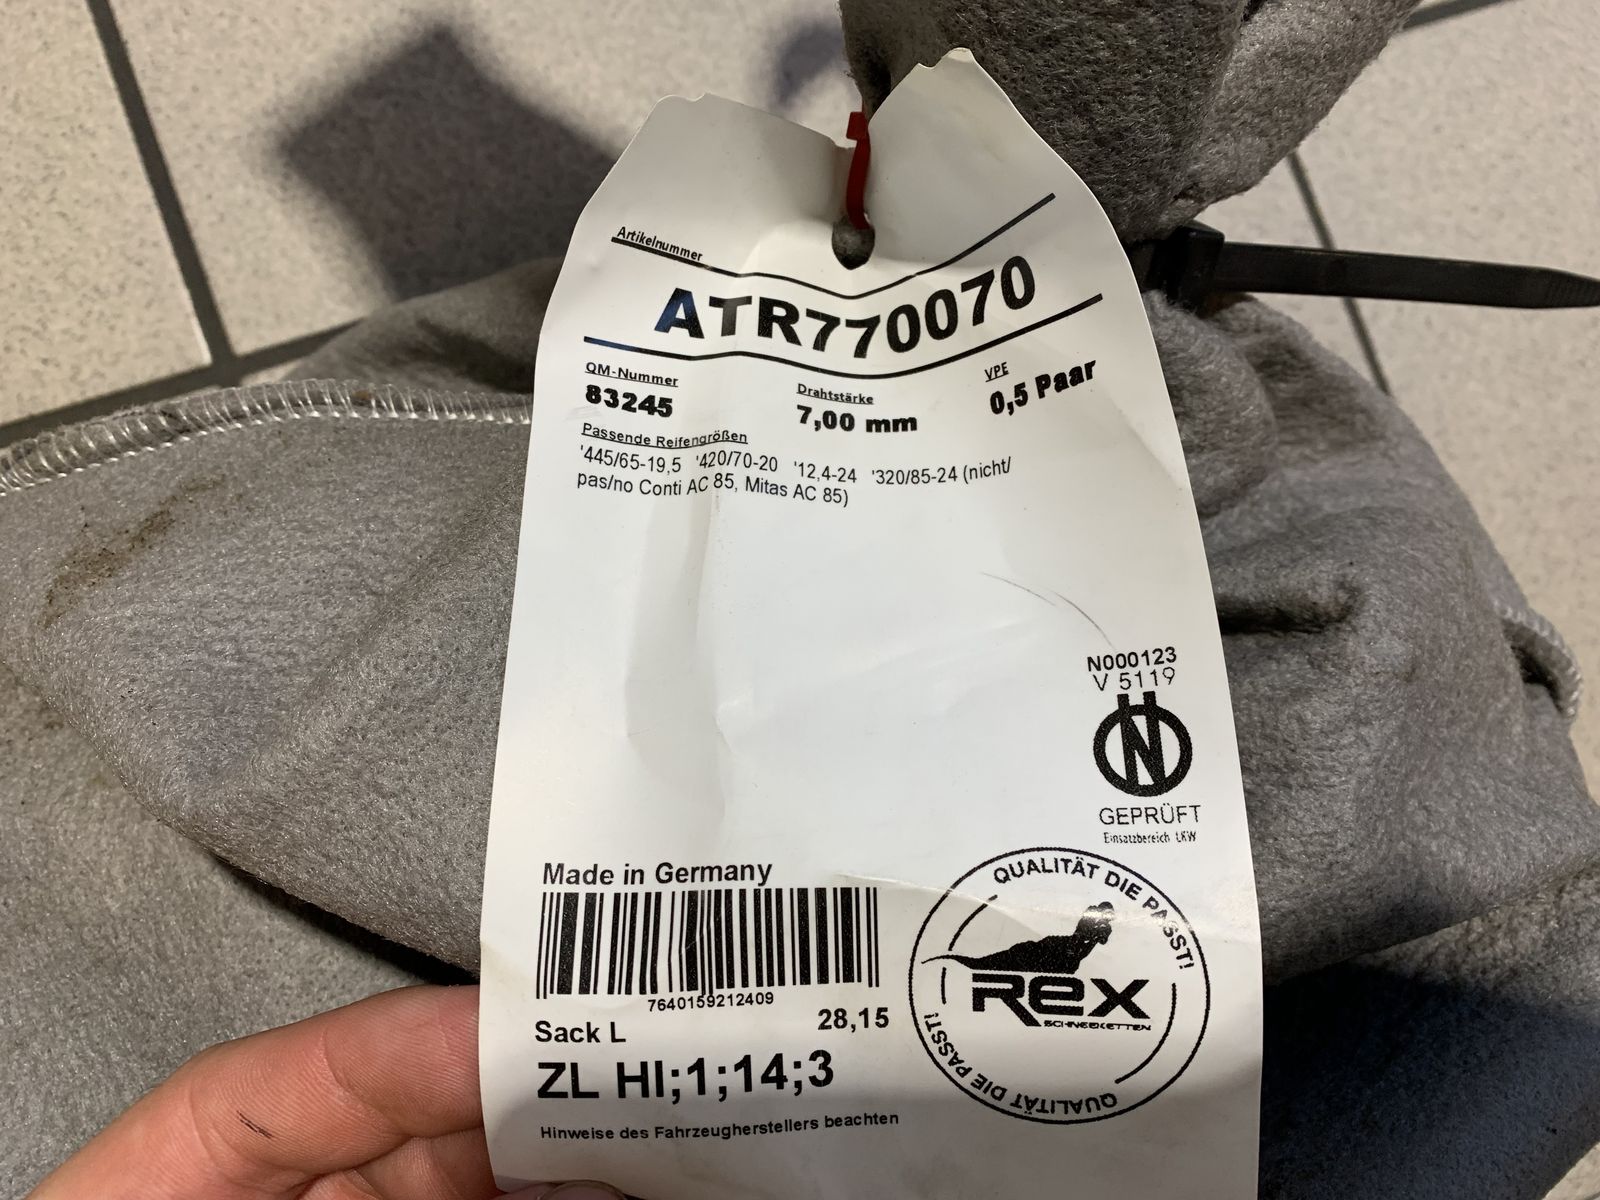 Artikelnummer
ATR770070
QM-Nummer
83245
Drahtstärke
7,00 mm
VPE
0,5 Paar
Passende Reifengrößen
'445/65-19,5 '420/70-20 '12,4-24 '320/85-24 (nicht/
pas/no Conti AC 85, Mitas AC 85)
N000123
V 5119
N
GEPRÜFT
Einsatzbereich LKW
Made in Germany
7640159212409
Sack L
28,15
ZL HI;1;14;3
Hinweise des Fahrzeugherstellers beachten
QUALITÄT DIE PASST!
Rex
SCHNEEKETTEN
QUALITÄT DIE PASST!